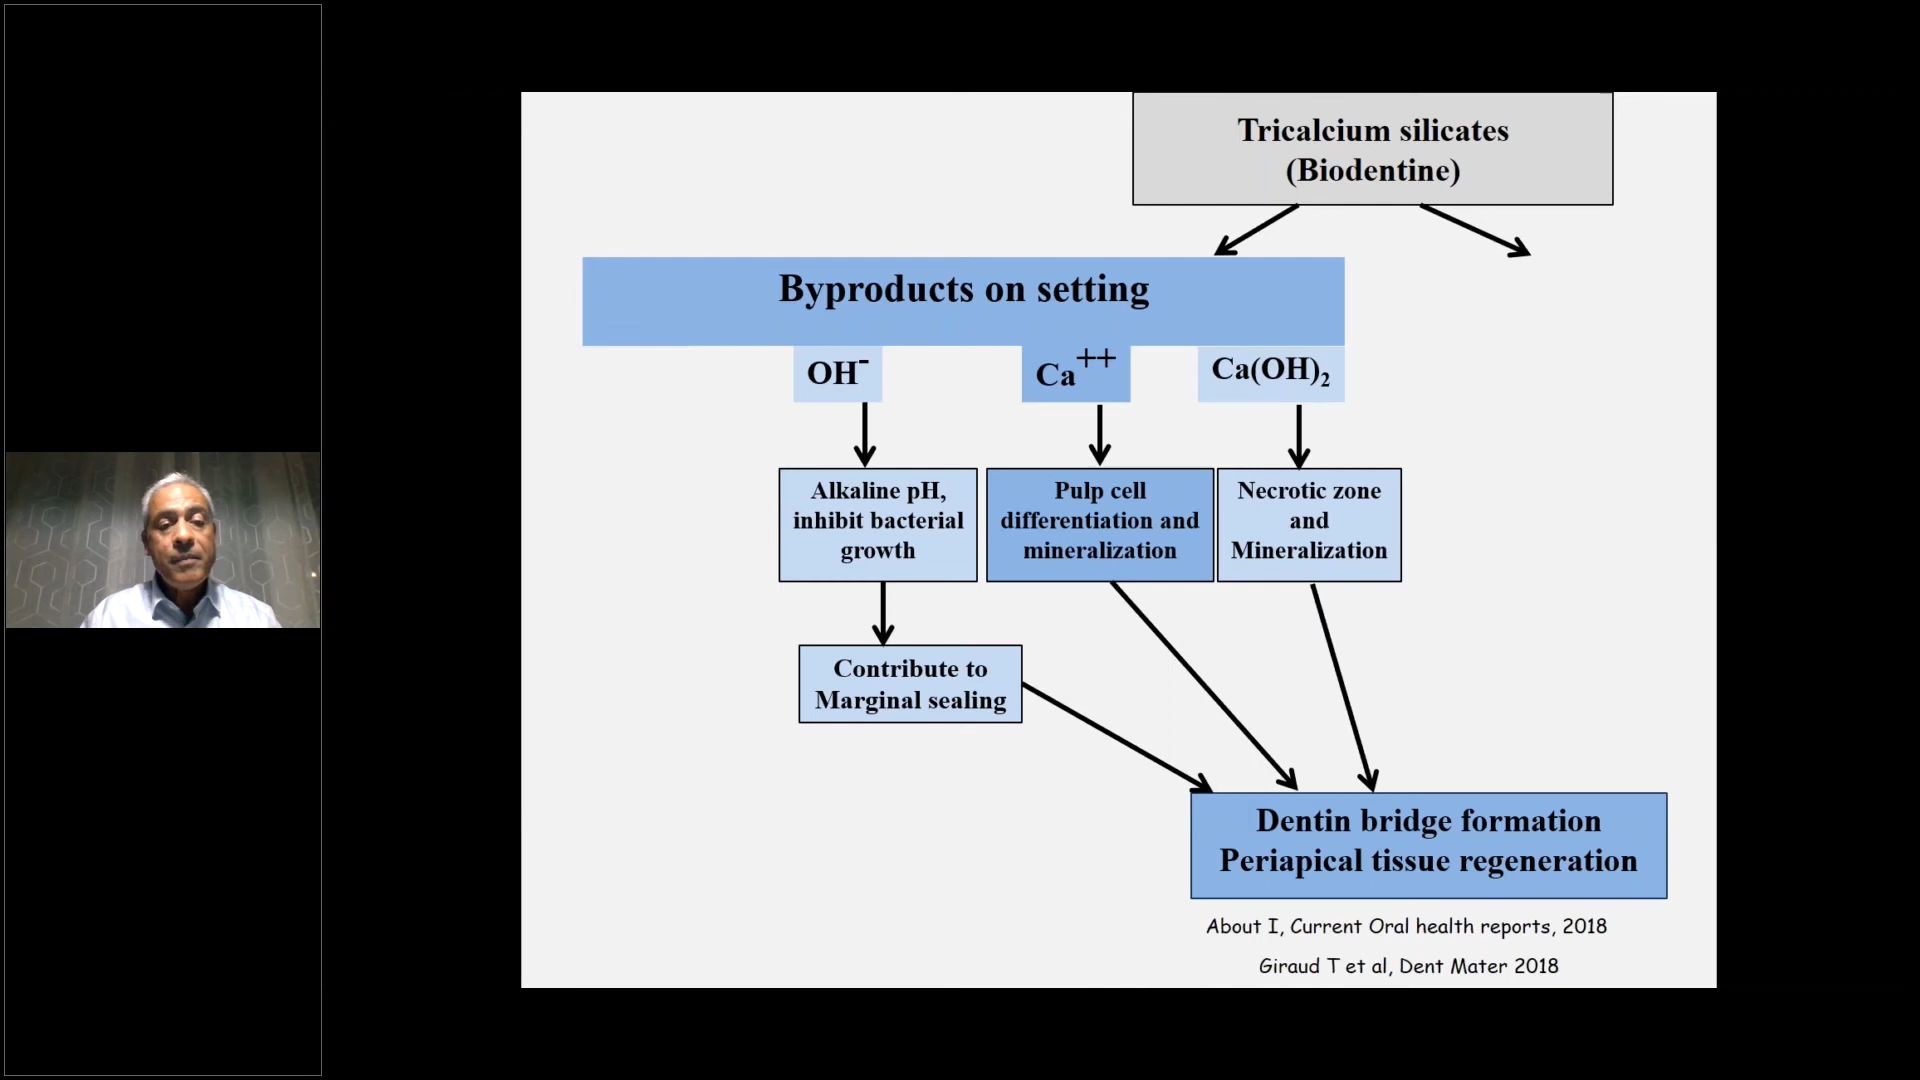 Tricalcium silicates
(Biodentine)
Byproducts on setting
OH⁻
Ca⁺⁺
Ca(OH)₂
Alkaline pH,
inhibit bacterial
growth
Pulp cell
differentiation and
mineralization
Necrotic zone
and
Mineralization
Contribute to
Marginal sealing
Dentin bridge formation
Periapical tissue regeneration
About I, Current Oral health reports, 2018
Giraud T et al, Dent Mater 2018